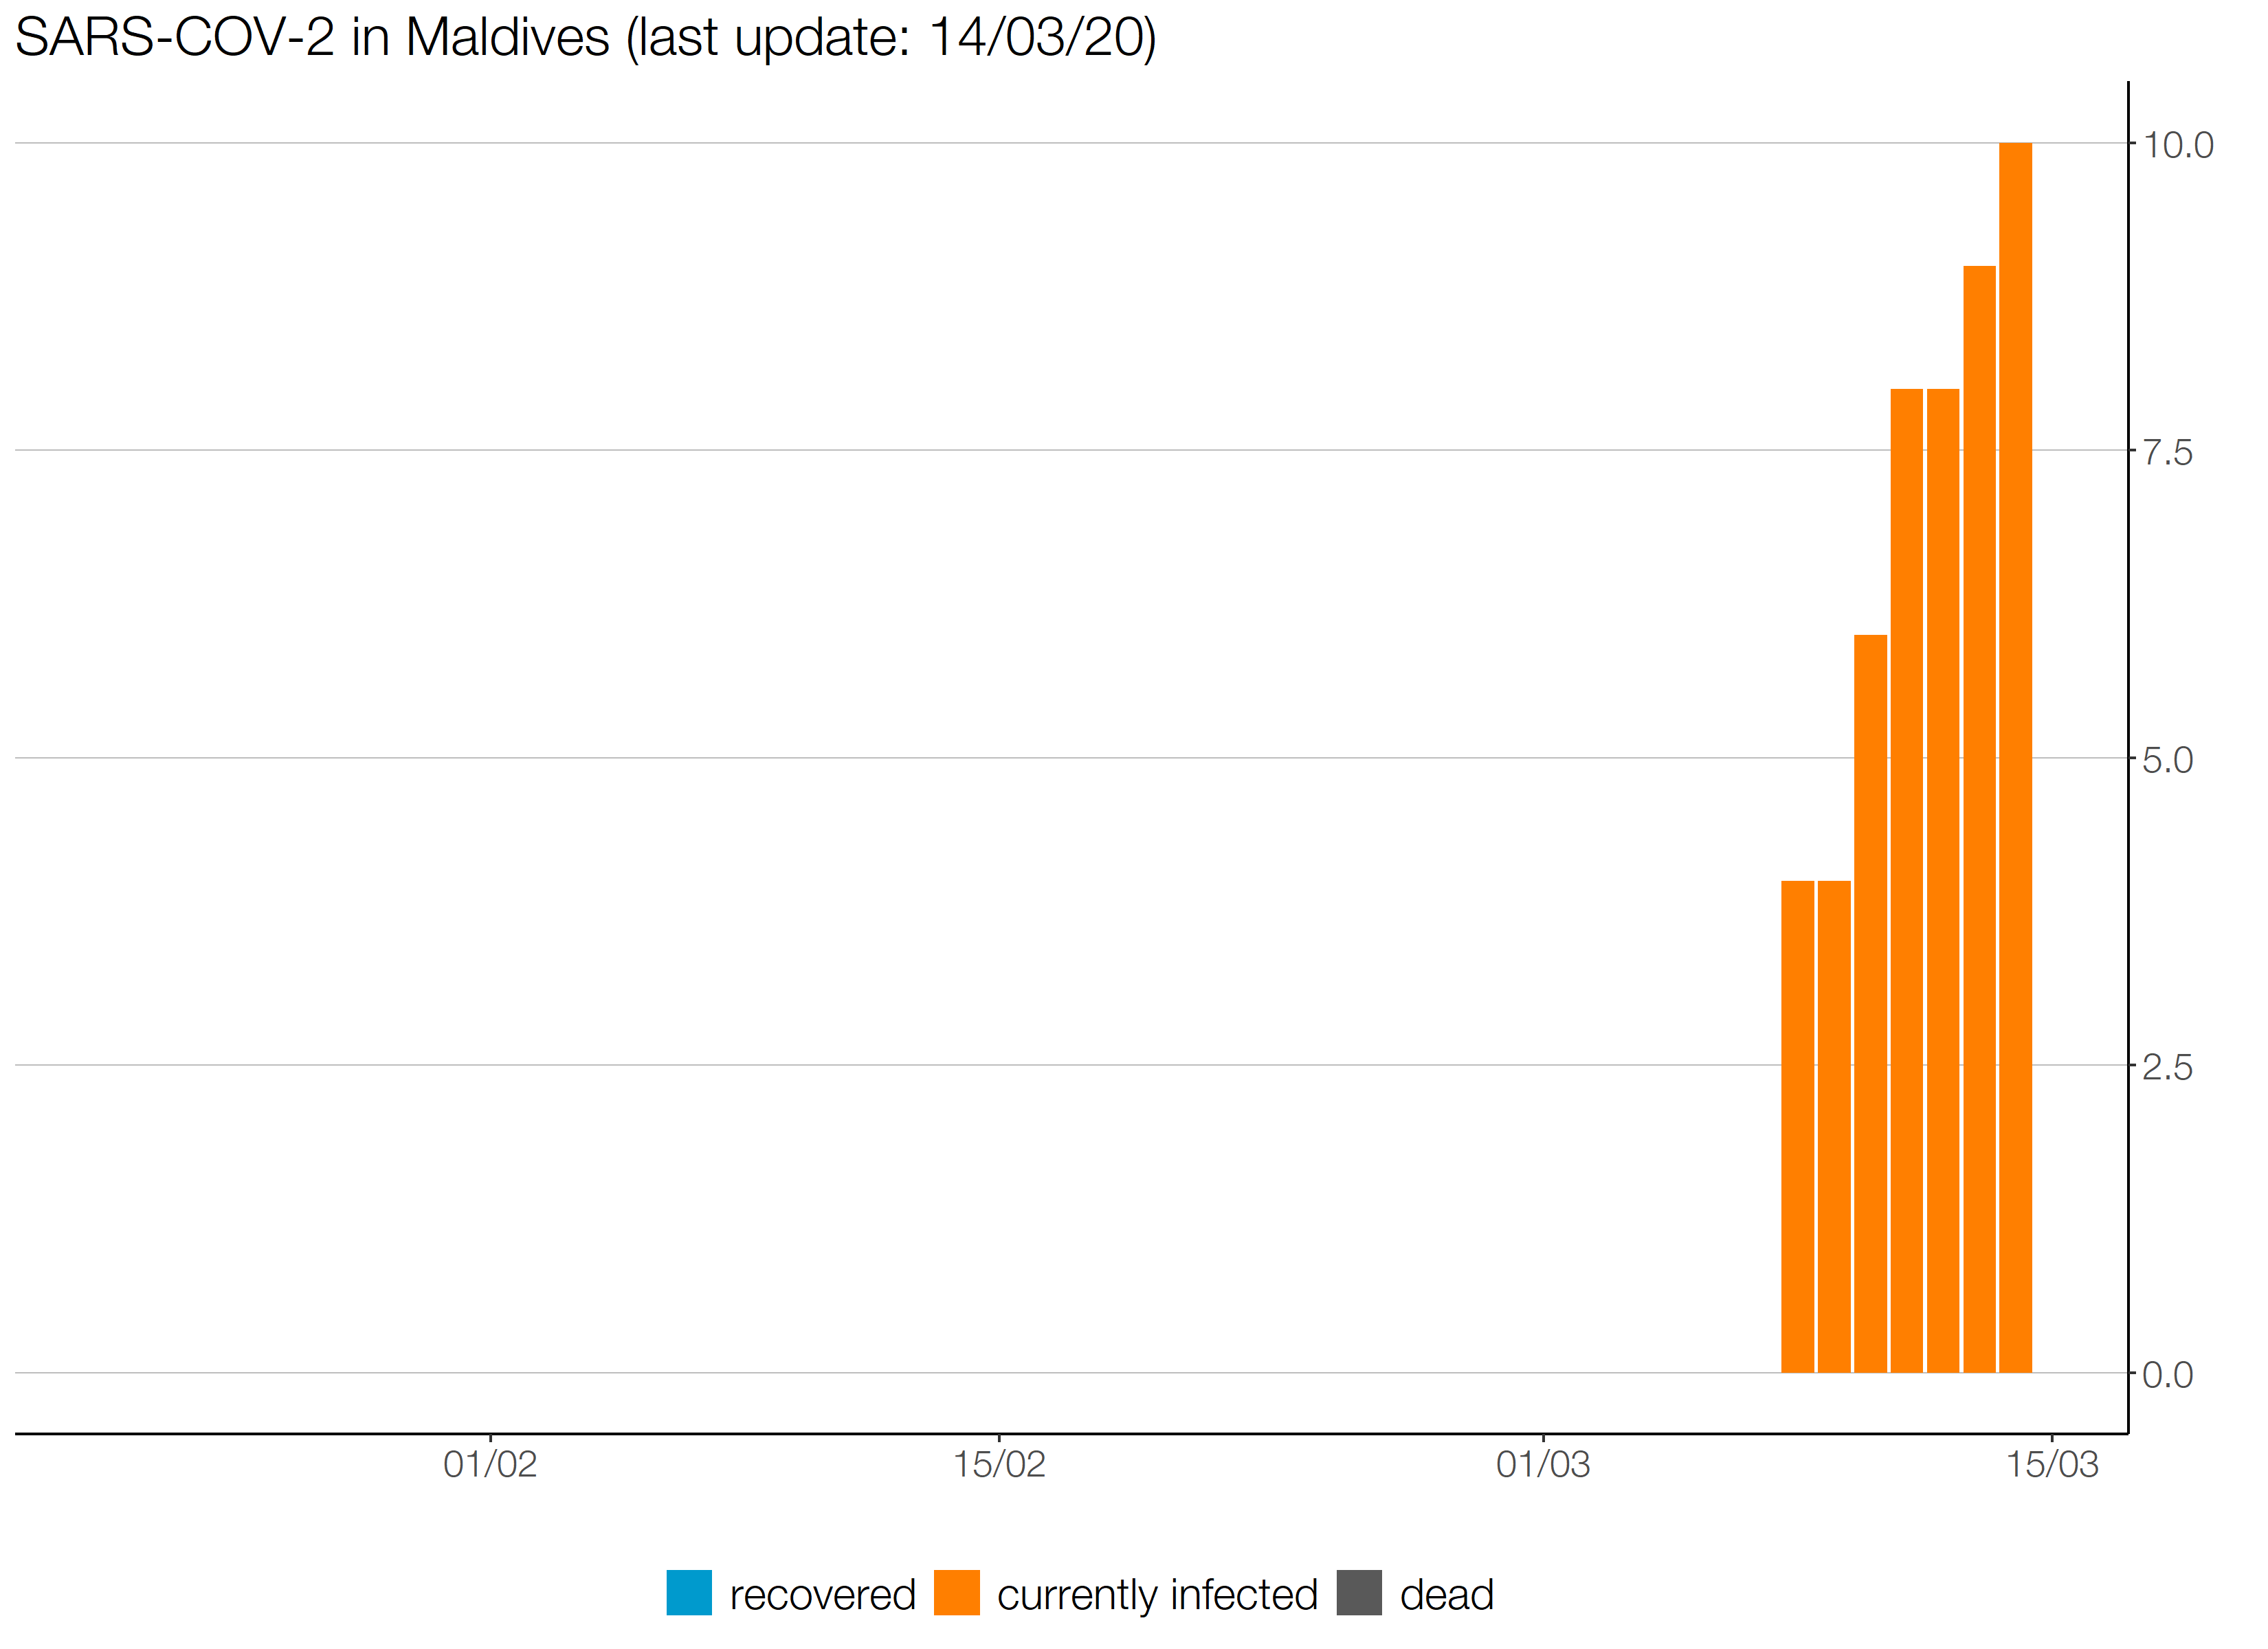 SARS-COV-2 in Maldives (last update: 14/03/20)
10.0
7.5
5.0
2.5
0.0
01/02 15/02 01/03 15/03
recovered currently infected dead